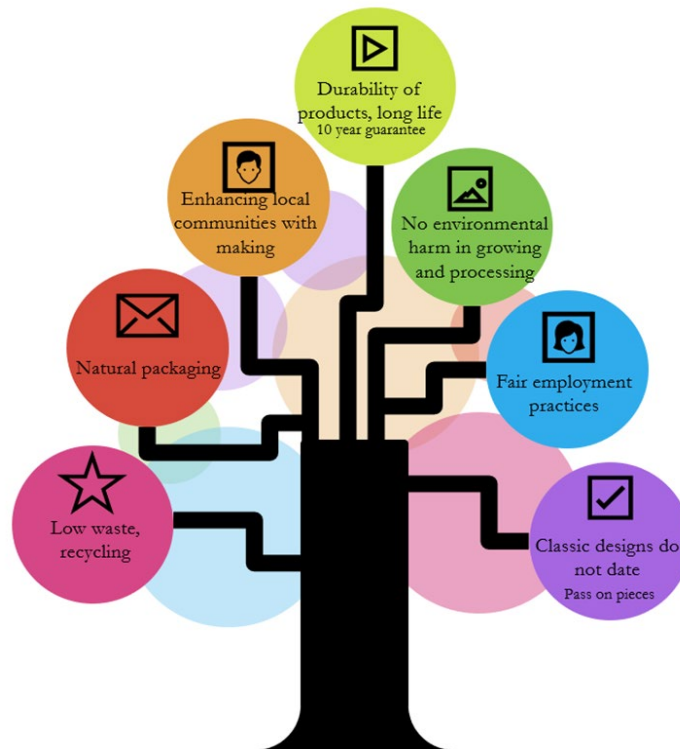 Durability of
products, long life
10 year guarantee
Enhancing local
communities with
making
No environmental
harm in growing
and processing
Natural packaging
Fair employment
practices
Low waste,
recycling
Classic designs do
not date
Pass on pieces